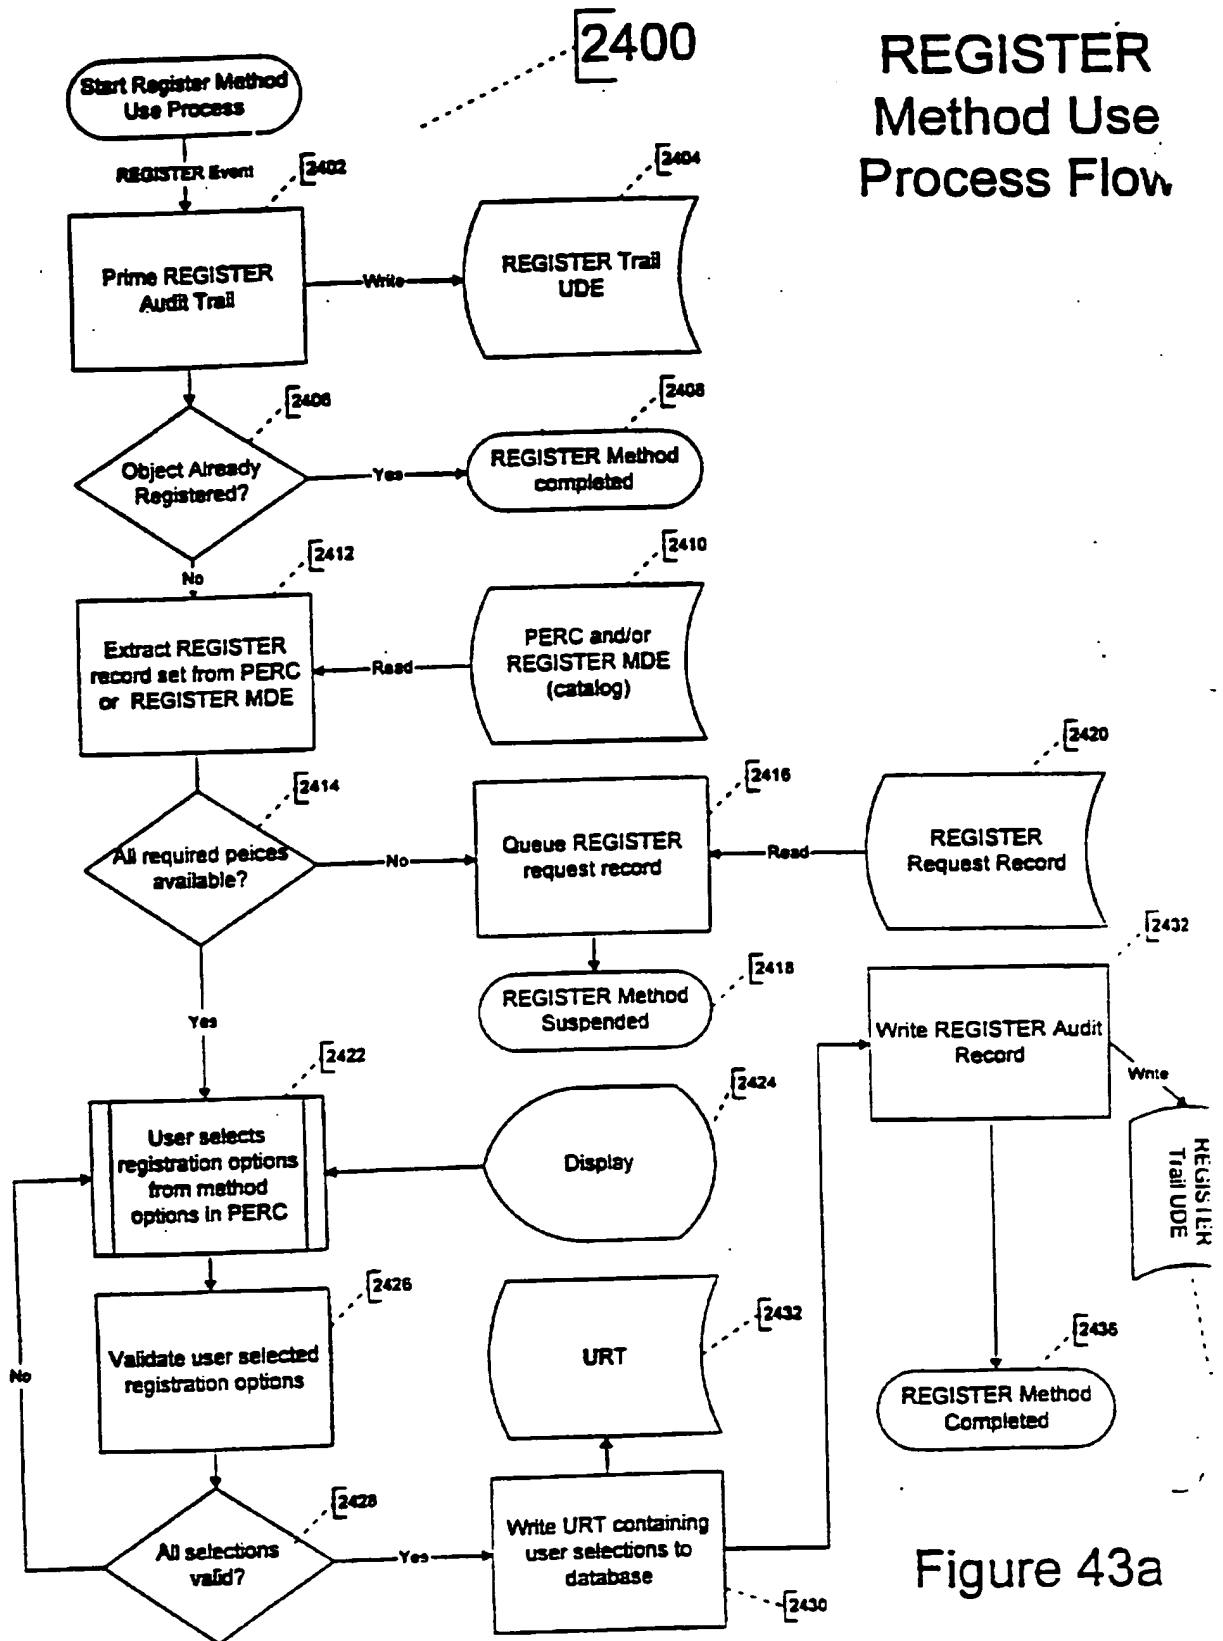 2400
REGISTER
Method Use
Process Flow
Start Register Method
Use Process
REGISTER Event
2402
2404
Prime REGISTER
Audit Trail
Write
REGISTER Trail
UDE
2406
2408
Object Already
Registered?
Yes
REGISTER Method
completed
No
2412
2410
Extract REGISTER
record set from PERC
or REGISTER MDE
Read
PERC and/or
REGISTER MDE
(catalog)
2414
2416
2420
All required peices
available?
No
Queue REGISTER
request record
Read
REGISTER
Request Record
2418
REGISTER Method
Suspended
2432
Write REGISTER Audit
Record
Write
REGISTER
Trail UDE
Yes
2422
2424
User selects
registration options
from method
options in PERC
Display
2426
2432
Validate user selected
registration options
URT
No
2436
REGISTER Method
Completed
2428
All selections
valid?
Yes
Write URT containing
user selections to
database
2430
Figure 43a